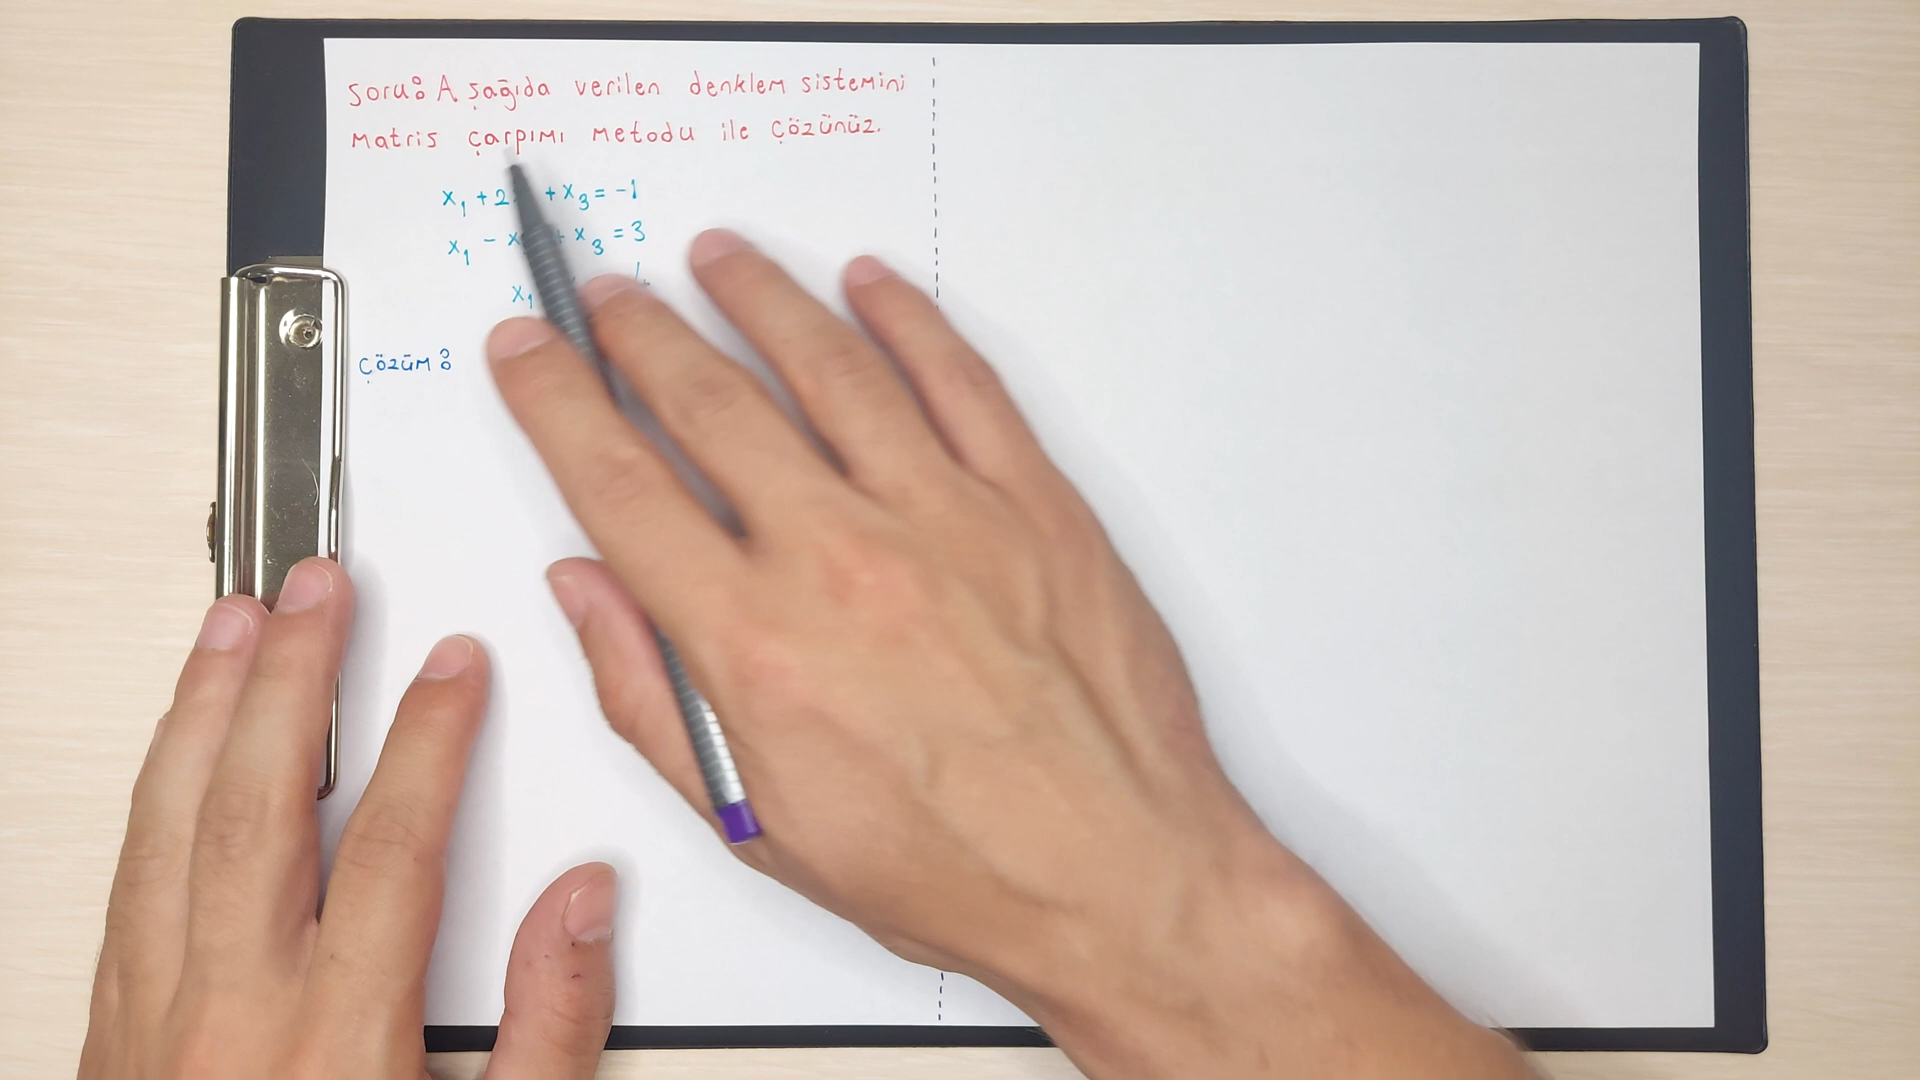 Soru: Aşağıda verilen denklem sistemini
Matris çarpımı metodu ile çözünüz.
x₁ + 2 + x₃ = -1
x₁ - x + x₃ = 3
x₁
Çözüm: